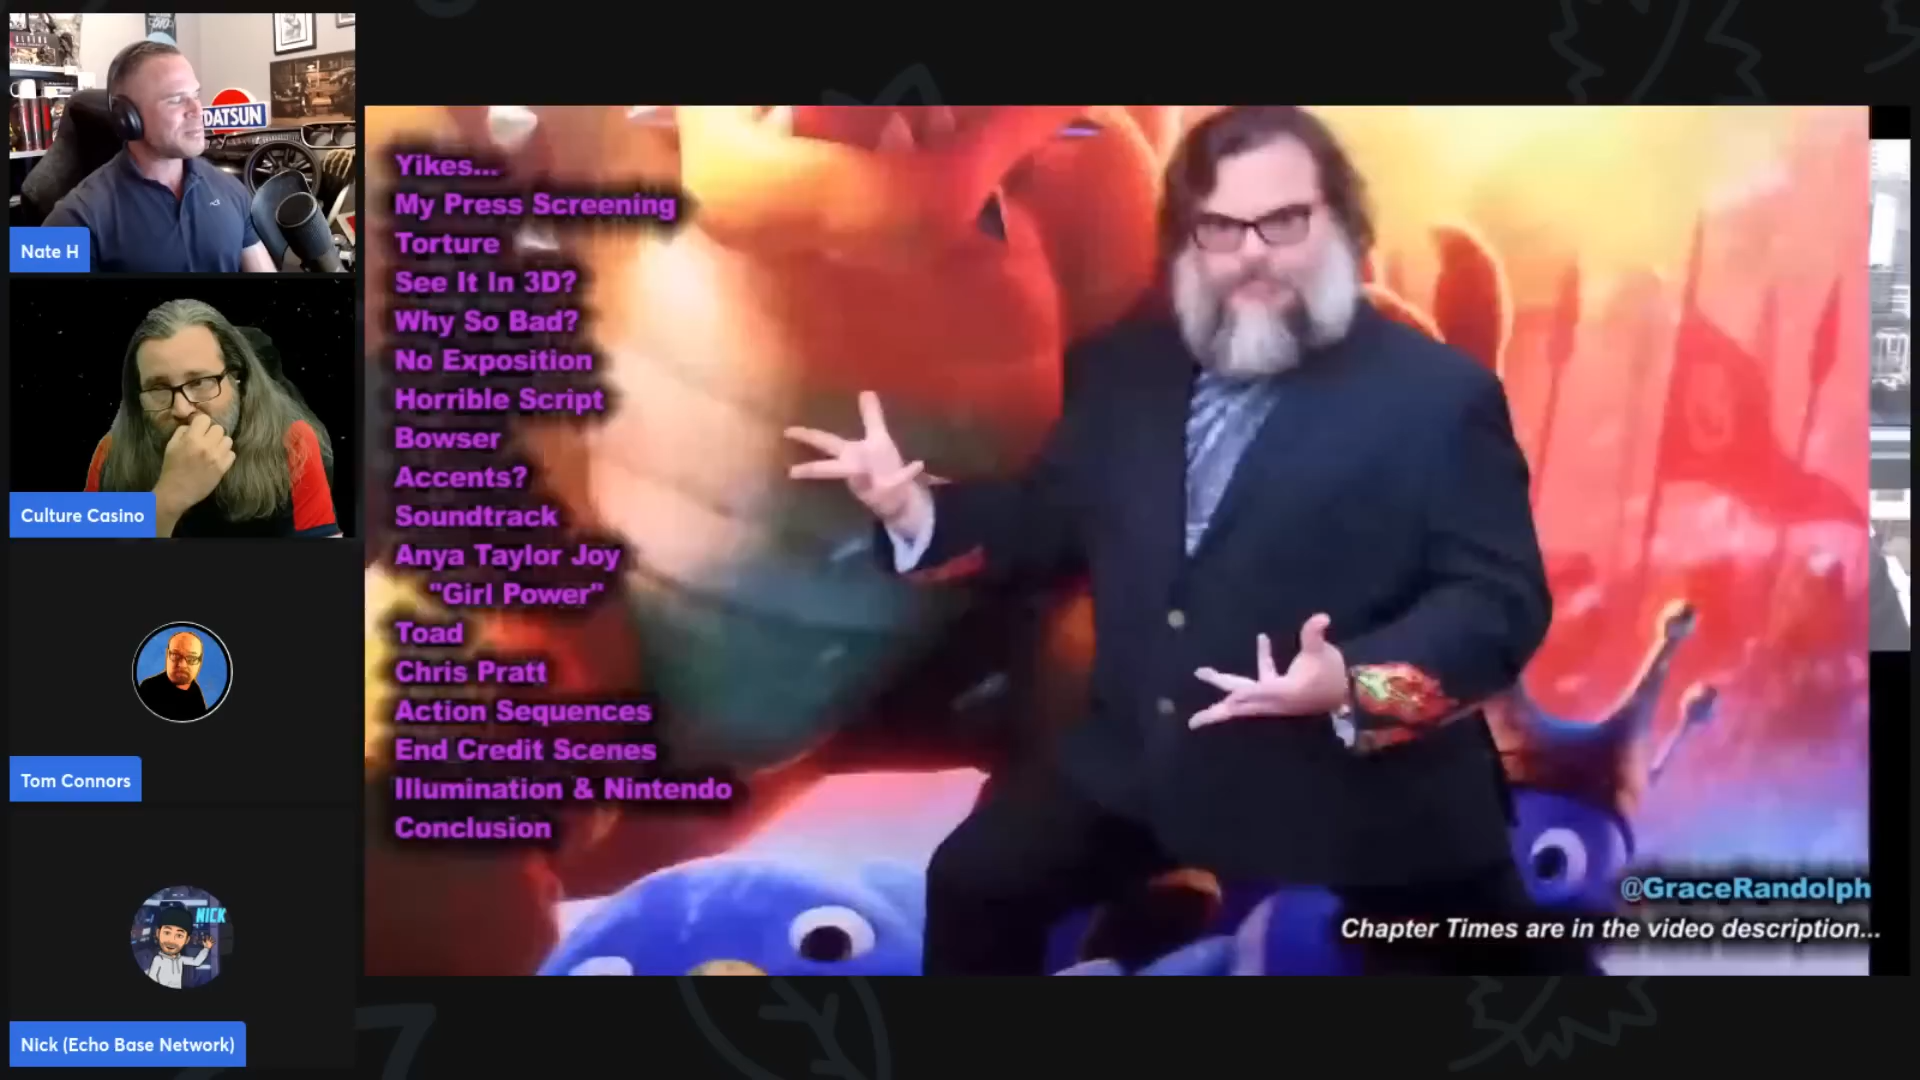 DATSUN
Nate H
Culture Casino
Tom Connors
NICK
Nick (Echo Base Network)
Yikes...
My Press Screening
Torture
See It In 3D?
Why So Bad?
No Exposition
Horrible Script
Bowser
Accents?
Soundtrack
Anya Taylor Joy
"Girl Power"
Toad
Chris Pratt
Action Sequences
End Credit Scenes
Illumination & Nintendo
Conclusion
@GraceRandolph
Chapter Times are in the video description...